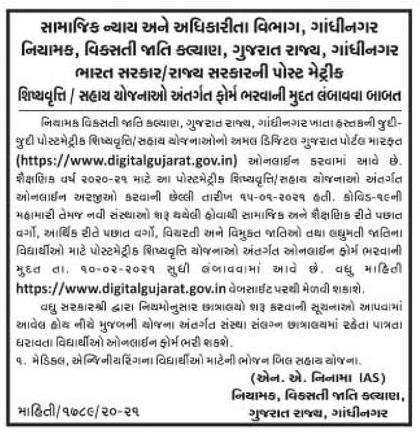 સામાજિક ન્યાય અને અધિકારીતા વિભાગ, ગાંધીનગર
નિયામક, વિકસતી જાતિ કલ્યાણ, ગુજરાત રાજ્ય, ગાંધીનગર
ભારત સરકાર/રાજ્ય સરકારની પોસ્ટ મેટ્રીક
શિષ્યવૃત્તિ / સહાય યોજનાઓ અંતર્ગત ફોર્મ ભરવાની મુદત લંબાવવા બાબત
નિયામક વિકસતી જાતિ કલ્યાણ, ગુજરાત રાજ્ય, ગાંધીનગર ખાતા હસ્તકની જુદી-
જુદી પોસ્ટમેટ્રીક શિષ્યવૃત્તિ/સહાય યોજનાઓનો અમલ ડિજિટલ ગુજરાત પોર્ટલ મારફત
(https://www.digitalgujarat.gov.in) ઓનલાઈન કરવામાં આવે છે.
શૈક્ષણિક વર્ષ ૨૦૨૦-૨૧ માટે આ પોસ્ટમેટ્રીક શિષ્યવૃત્તિ/સહાય યોજનાઓ અંતર્ગત
ઓનલાઈન અરજીઓ કરવાની છેલ્લી તારીખ ૧૫-૦૧-૨૦૨૧ હતી. કોવિડ-૧૯ની
મહામારી તેમજ નવી સંસ્થાઓ શરૂ થયેલી હોવાથી સામાજિક અને શૈક્ષણિક રીતે પછાત
વર્ગો, આર્થિક રીતે પછાત વર્ગો, વિચરતી અને વિમુક્ત જાતિઓ તથા લઘુમતી જાતિના
વિદ્યાર્થીઓ માટે પોસ્ટમેટ્રીક શિષ્યવૃત્તિ યોજનાઓ અંતર્ગત ઓનલાઈન ફોર્મ ભરવાની
મુદત તા. ૧૦-૦૨-૨૦૨૧ સુધી લંબાવવામાં આવે છે. વધુ માહિતી
https://www.digitalgujarat.gov.in વેબસાઈટ પરથી મેળવી શકાશે.
વધુ સરકારશ્રી દ્વારા નિયમોનુસાર છાત્રાલયો શરૂ કરવાની સૂચનાઓ આપવામાં
આવેલ હોય નીચે મુજબની યોજના અંતર્ગત સંસ્થા સંલગ્ન છાત્રાલયમાં રહેતા પાત્રતા
ધરાવતા વિદ્યાર્થીઓ ઓનલાઈન ફોર્મ ભરી શકશે.
૧. મેડિકલ, એન્જિનીયરિંગના વિદ્યાર્થીઓ માટેની ભોજન બિલ સહાય યોજના.
(એન. એ. નિનામા IAS)
નિયામક, વિકસતી જાતિ કલ્યાણ,
માહિતી/૧૭૮૯/૨૦-૨૧ ગુજરાત રાજ્ય, ગાંધીનગર